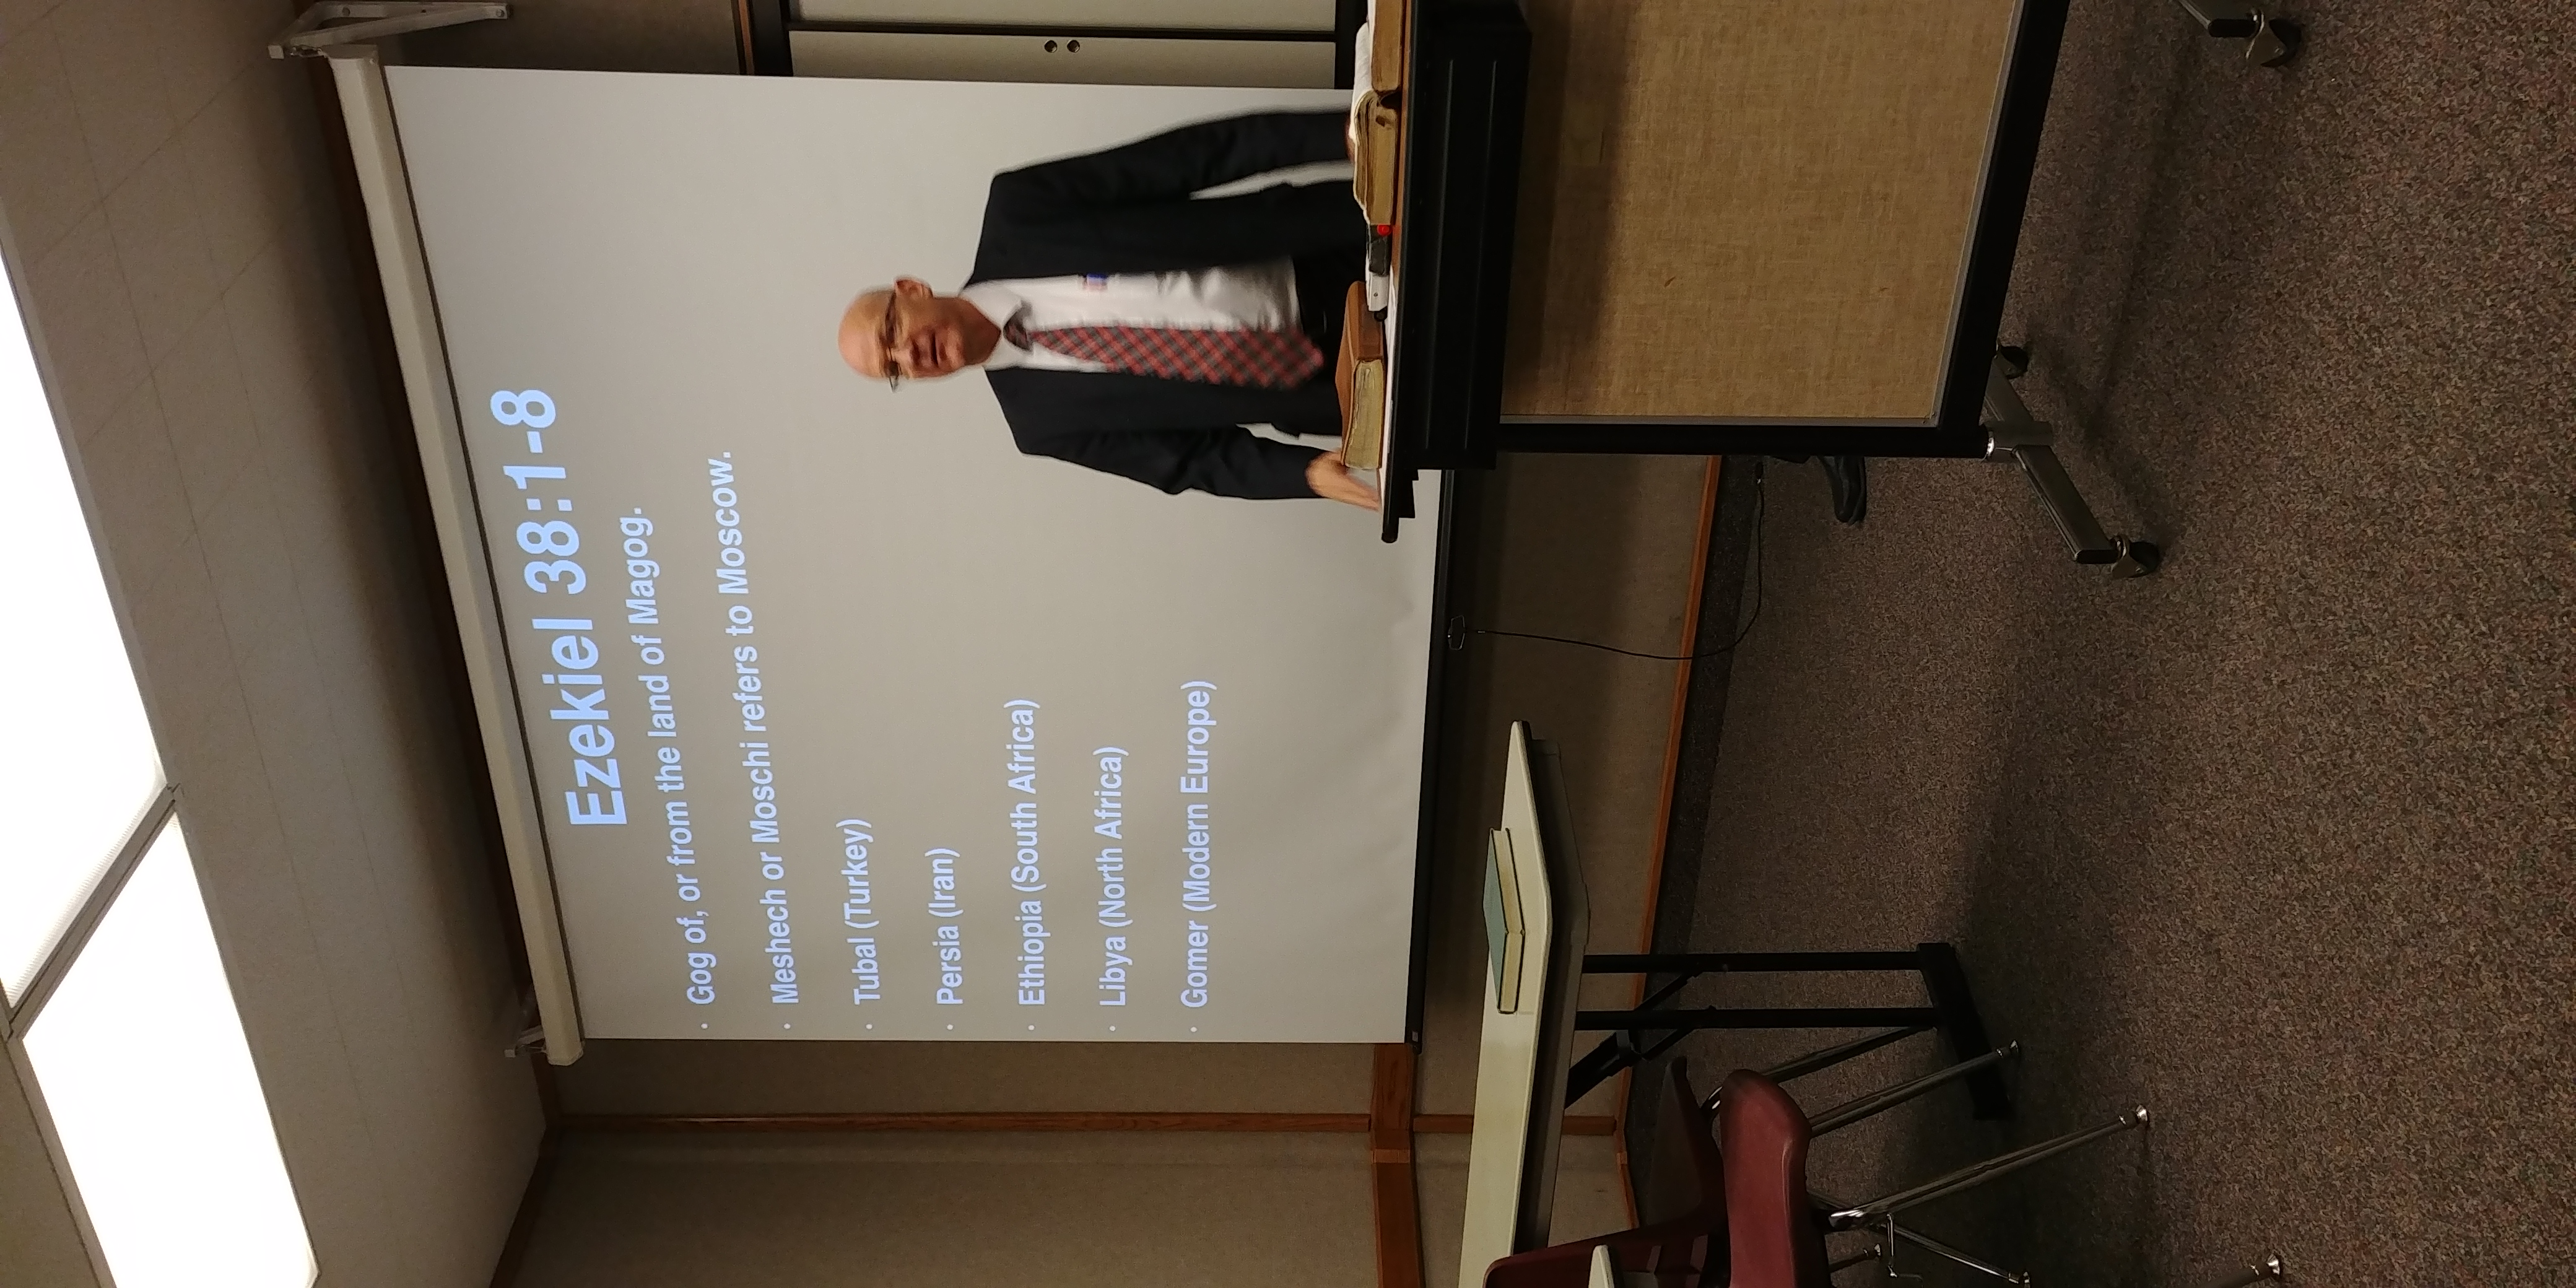 Ezekiel 38:1-8
· Gog of, or from the land of Magog.
· Meshech or Moschi refers to Moscow.
· Tubal (Turkey)
· Persia (Iran)
· Ethiopia (South Africa)
· Libya (North Africa)
· Gomer (Modern Europe)